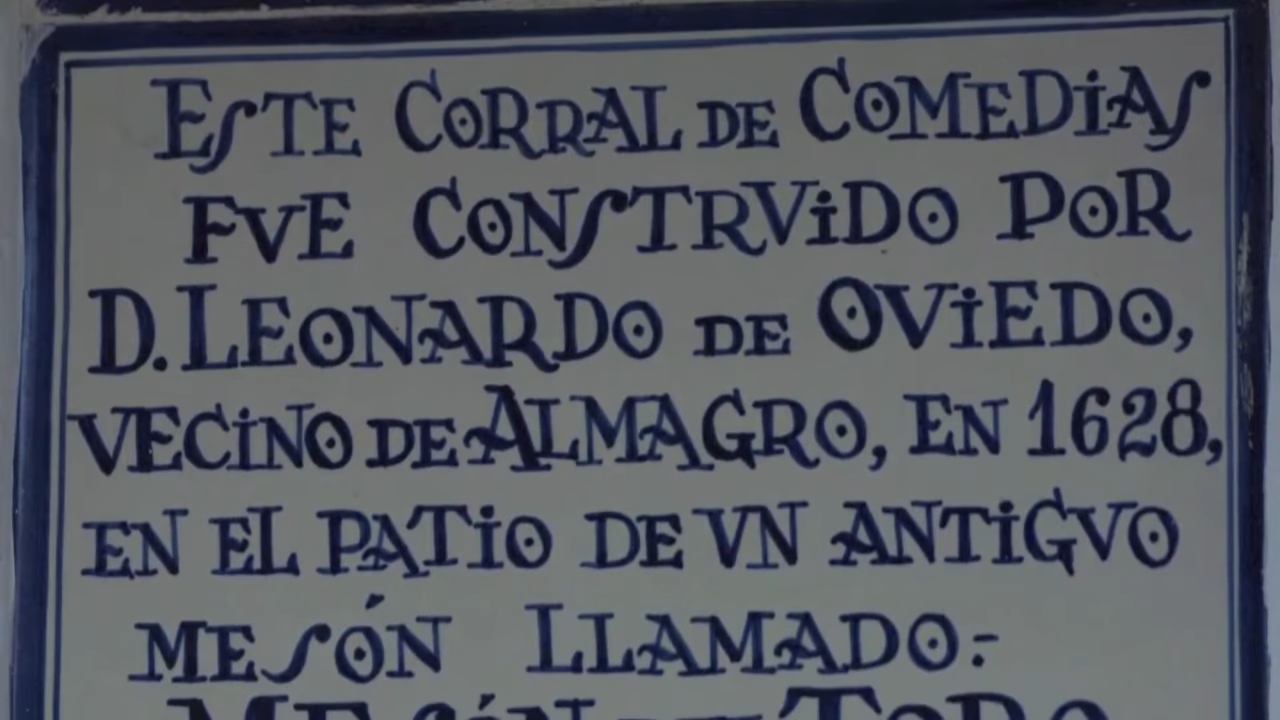 ESTE CORRAL DE COMEDiAS
FVE CONSTRViDO POR
D. LEONARDO DE OViEDO,
VECiNO DE ALMAGRO, EN 1628,
EN EL PATiO DE VN ANTiGVO
MESÓN LLAMADO:-